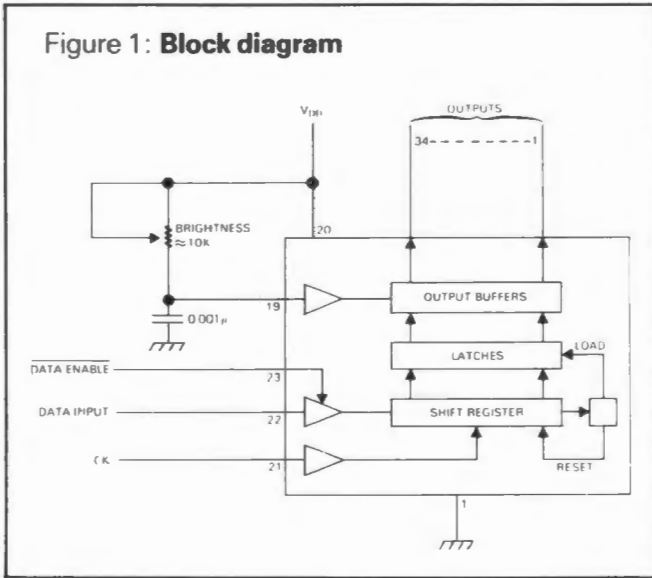 Figure 1: Block diagram
VDD
OUTPUTS
34 1
BRIGHTNESS
≈10K
20
19
OUTPUT BUFFERS
0.001μ
LOAD
LATCHES
DATA ENABLE
23
DATA INPUT
22
SHIFT REGISTER
CK
21
RESET
1